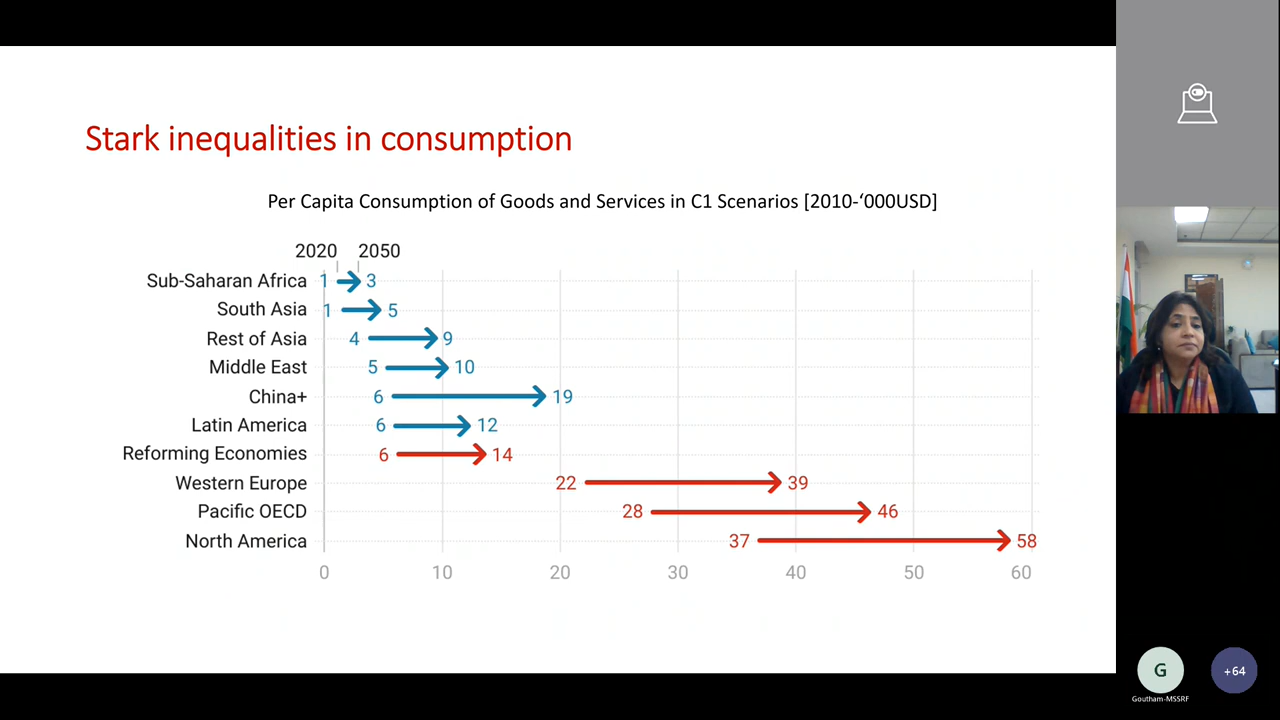 Stark inequalities in consumption
Per Capita Consumption of Goods and Services in C1 Scenarios [2010-‘000USD]
2020 2050
Sub-Saharan Africa 1 3
South Asia 1 5
Rest of Asia 4 9
Middle East 5 10
China+ 6 19
Latin America 6 12
Reforming Economies 6 14
Western Europe 22 39
Pacific OECD 28 46
North America 37 58
0 10 20 30 40 50 60
G +64
Goutham-MSSRF